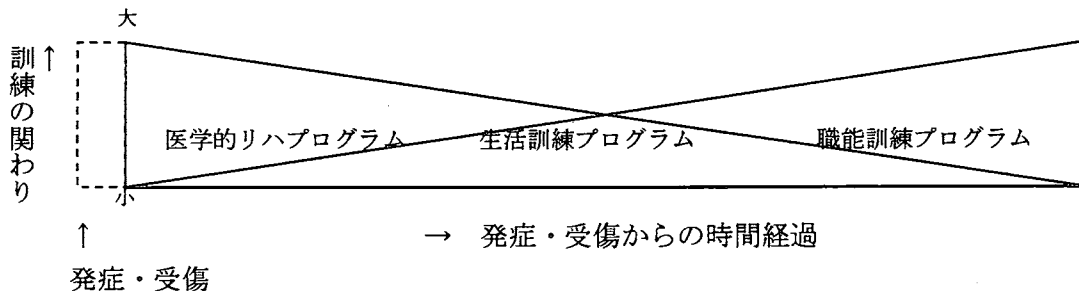 大
訓練の関わり
↑
医学的リハプログラム 生活訓練プログラム 職能訓練プログラム
小
↑
→ 発症・受傷からの時間経過
発症・受傷